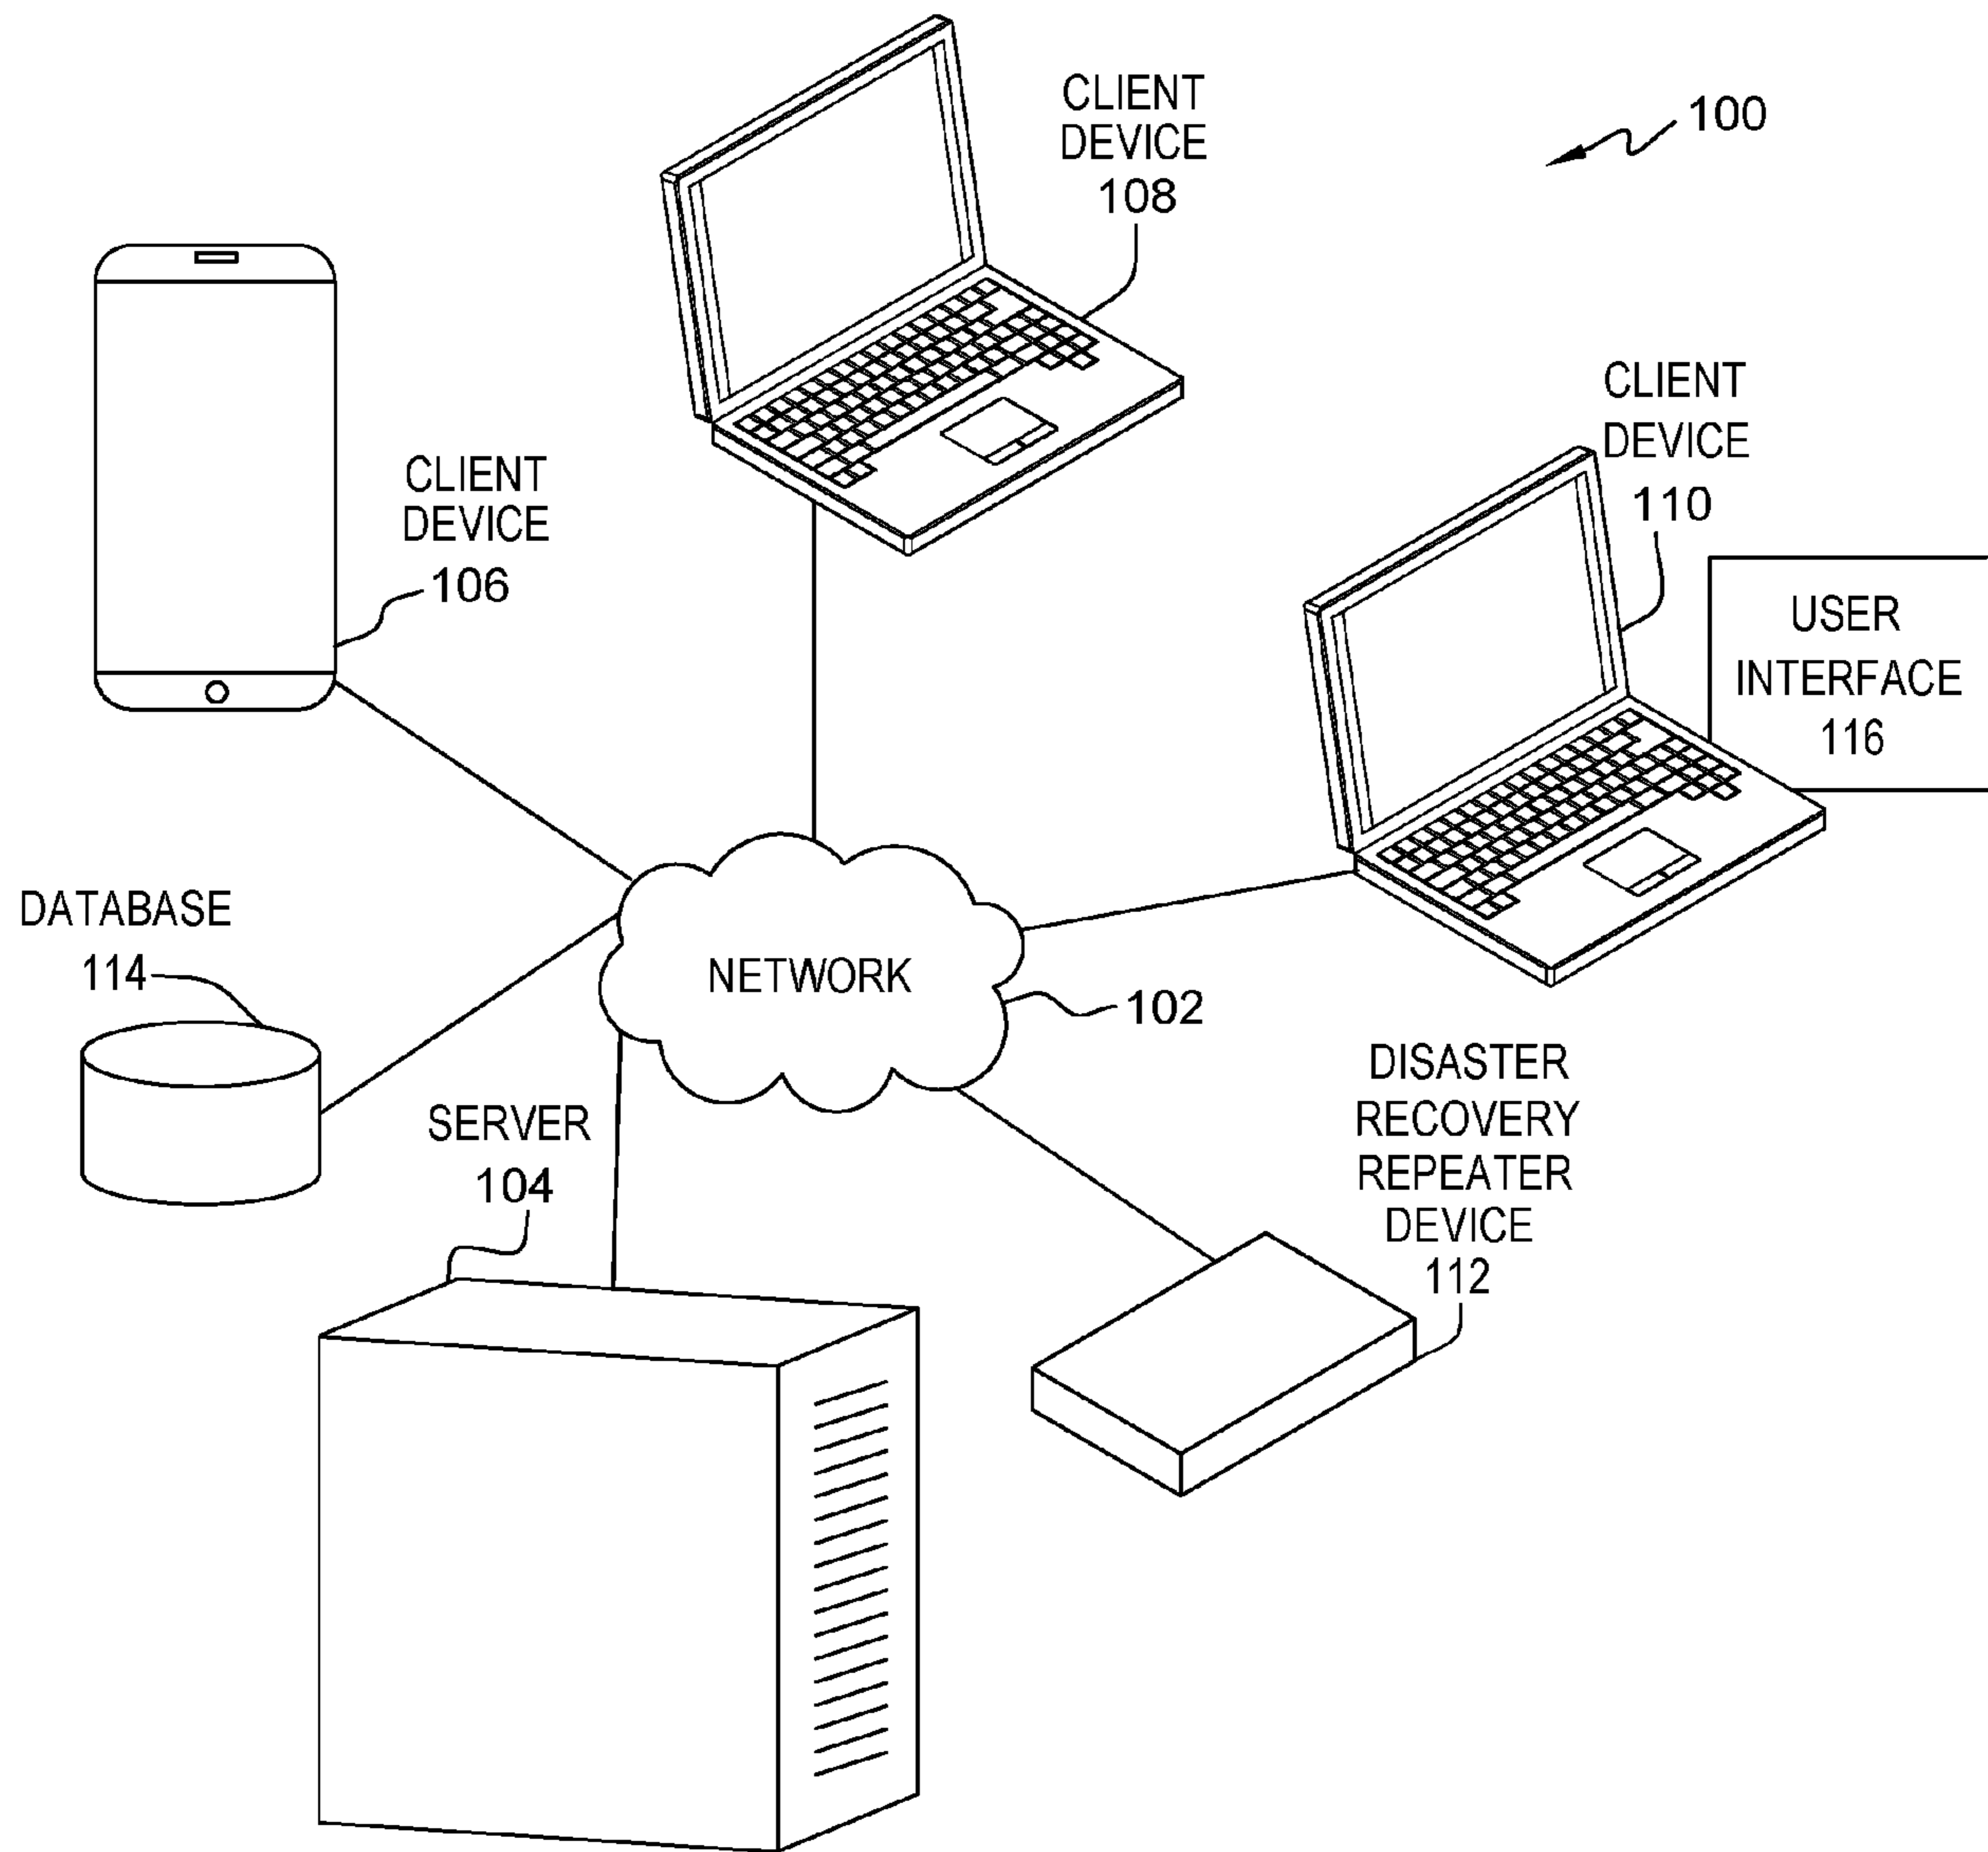 CLIENT
DEVICE
108
100
CLIENT
DEVICE
110
CLIENT
DEVICE
106
USER
INTERFACE
116
DATABASE
114
NETWORK
102
SERVER
104
DISASTER
RECOVERY
REPEATER
DEVICE
112